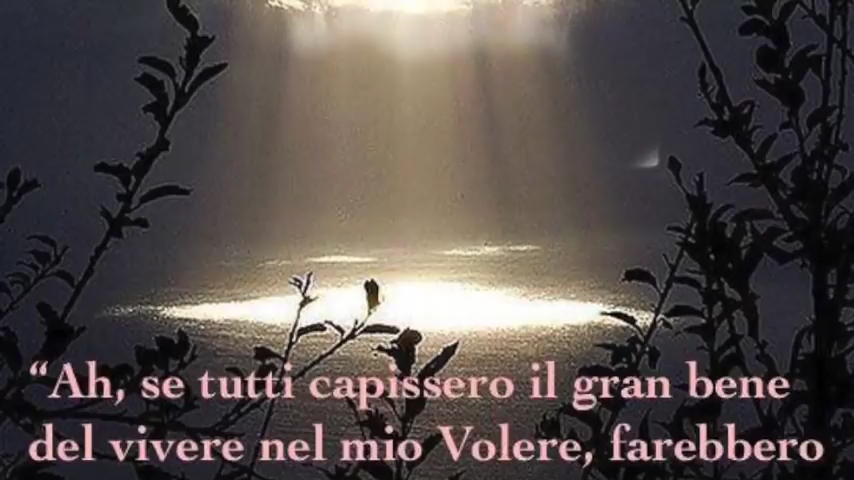 “Ah, se tutti capissero il gran bene
del vivere nel mio Volere, farebbero